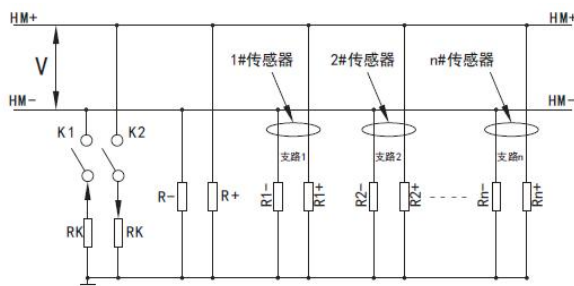 HM+ HM+
1#传感器 2#传感器 n#传感器
V
HM- HM-
K1 K2
支路1 支路2 支路n
R- R+ R1- R1+ R2- R2+ Rn- Rn+
RK RK